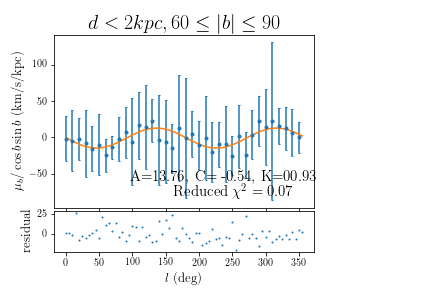 d < 2kpc, 60 ≤ |b| ≤ 90
μ_b/ cos b sin b (km/s/kpc)
100
50
0
−50
A=13.76, C= -0.54, K=00.93
Reduced χ² = 0.07
residual
25
0
0 50 100 150 200 250 300 350
l (deg)